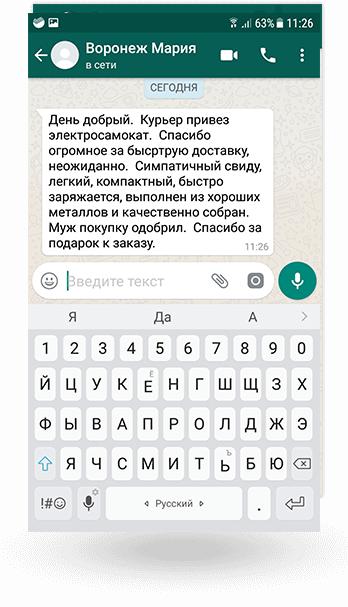 63% 11:26
Воронеж Мария
в сети
СЕГОДНЯ
День добрый. Курьер привез
электросамокат. Спасибо
огромное за быстртрую доставку,
неожиданно. Симпатичный свиду,
легкий, компактный, быстро
заряжается, выполнен из хороших
металлов и качественно собран.
Муж покупку одобрил. Спасибо за
подарок к заказу.
11:26
Введите текст
Я Да А
1 2 3 4 5 6 7 8 9 0
Й Ц У К Е Ё Н Г Ш Щ З Х
Ф Ы В А П Р О Л Д Ж Э
Я Ч С М И Т Ь Ъ Б Ю
!#☺ Русский .